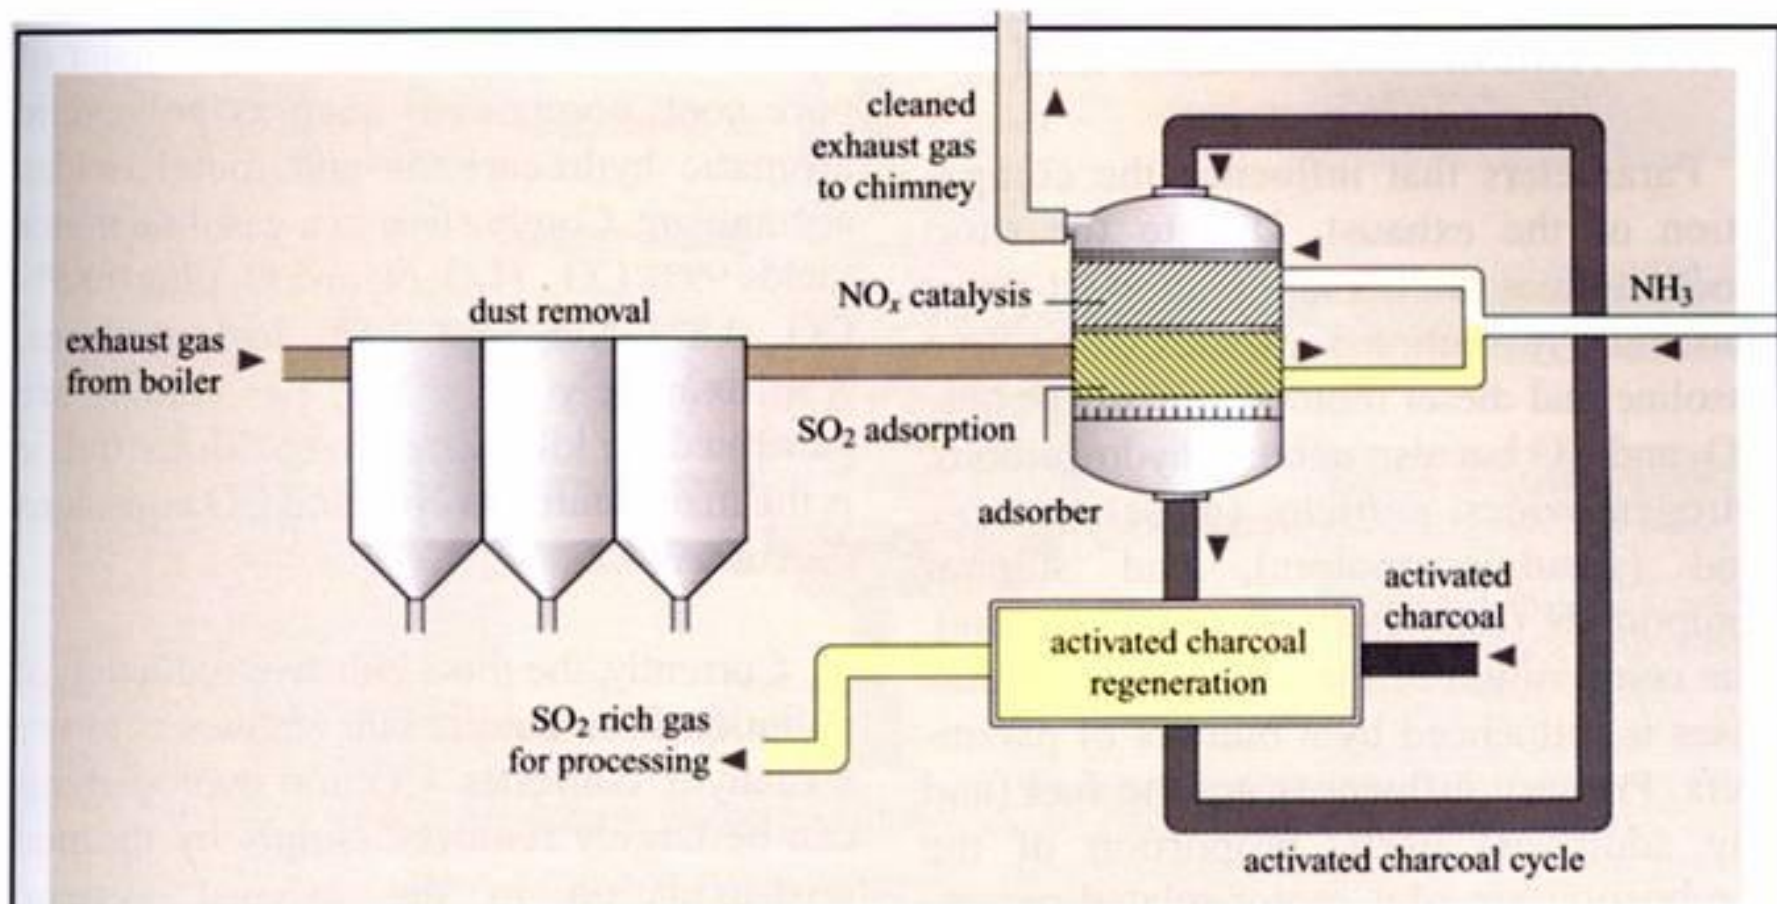 cleaned
exhaust gas
to chimney
NOₓ catalysis
NH₃
dust removal
exhaust gas
from boiler
SO₂ adsorption
adsorber
activated
charcoal
activated charcoal
regeneration
SO₂ rich gas
for processing
activated charcoal cycle